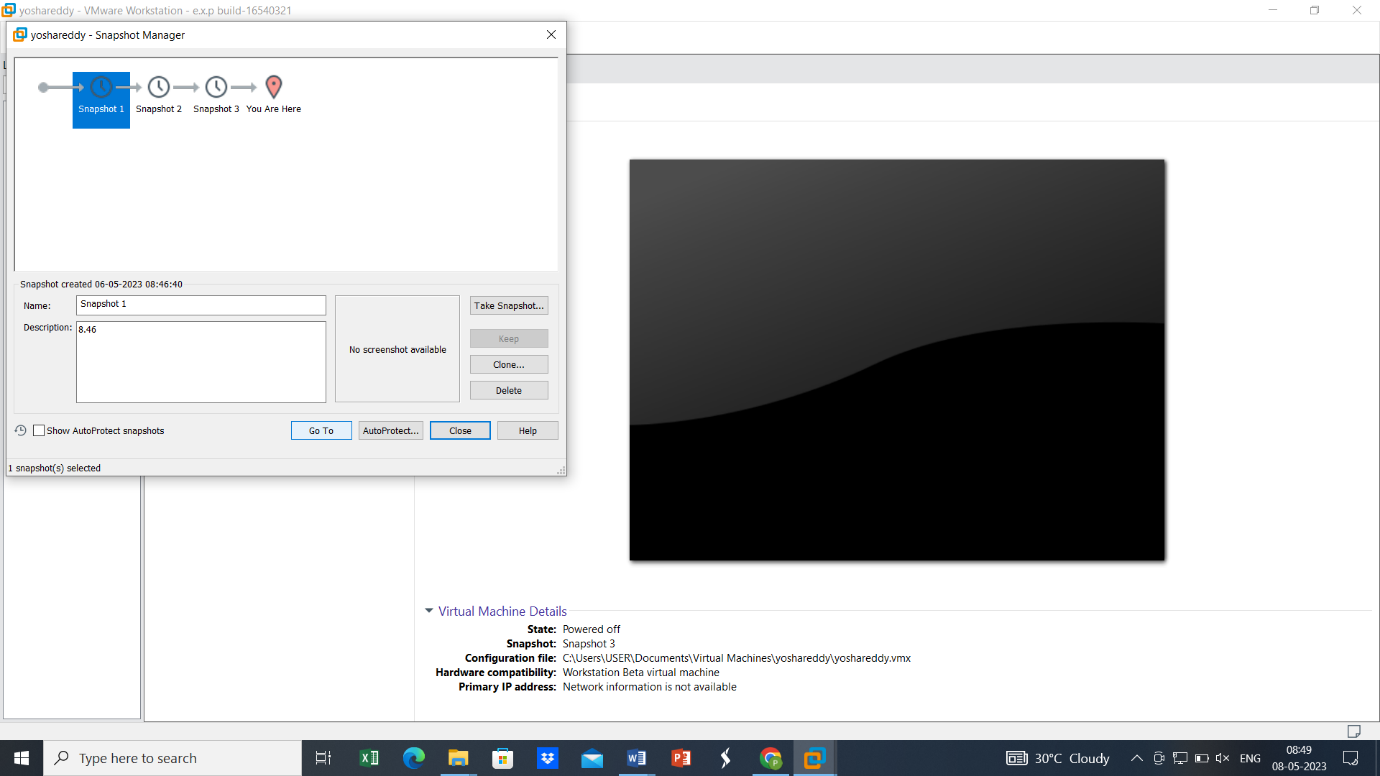 yoshareddy - VMware Workstation - e.x.p build-16540321
yoshareddy - Snapshot Manager
Snapshot 1
Snapshot 2
Snapshot 3
You Are Here
Snapshot created 06-05-2023 08:46:40
Name:
Snapshot 1
Description:
8.46
No screenshot available
Take Snapshot...
Keep
Clone...
Delete
Show AutoProtect snapshots
Go To
AutoProtect...
Close
Help
1 snapshot(s) selected
Virtual Machine Details
State: Powered off
Snapshot: Snapshot 3
Configuration file: C:\Users\USER\Documents\Virtual Machines\yoshareddy\yoshareddy.vmx
Hardware compatibility: Workstation Beta virtual machine
Primary IP address: Network information is not available
Type here to search
30°C Cloudy
ENG
08:49
08-05-2023